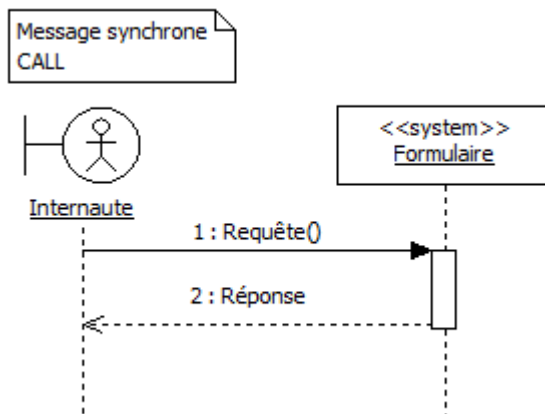 Message synchrone
CALL
<<system>>
Formulaire
Internaute
1 : Requête()
2 : Réponse